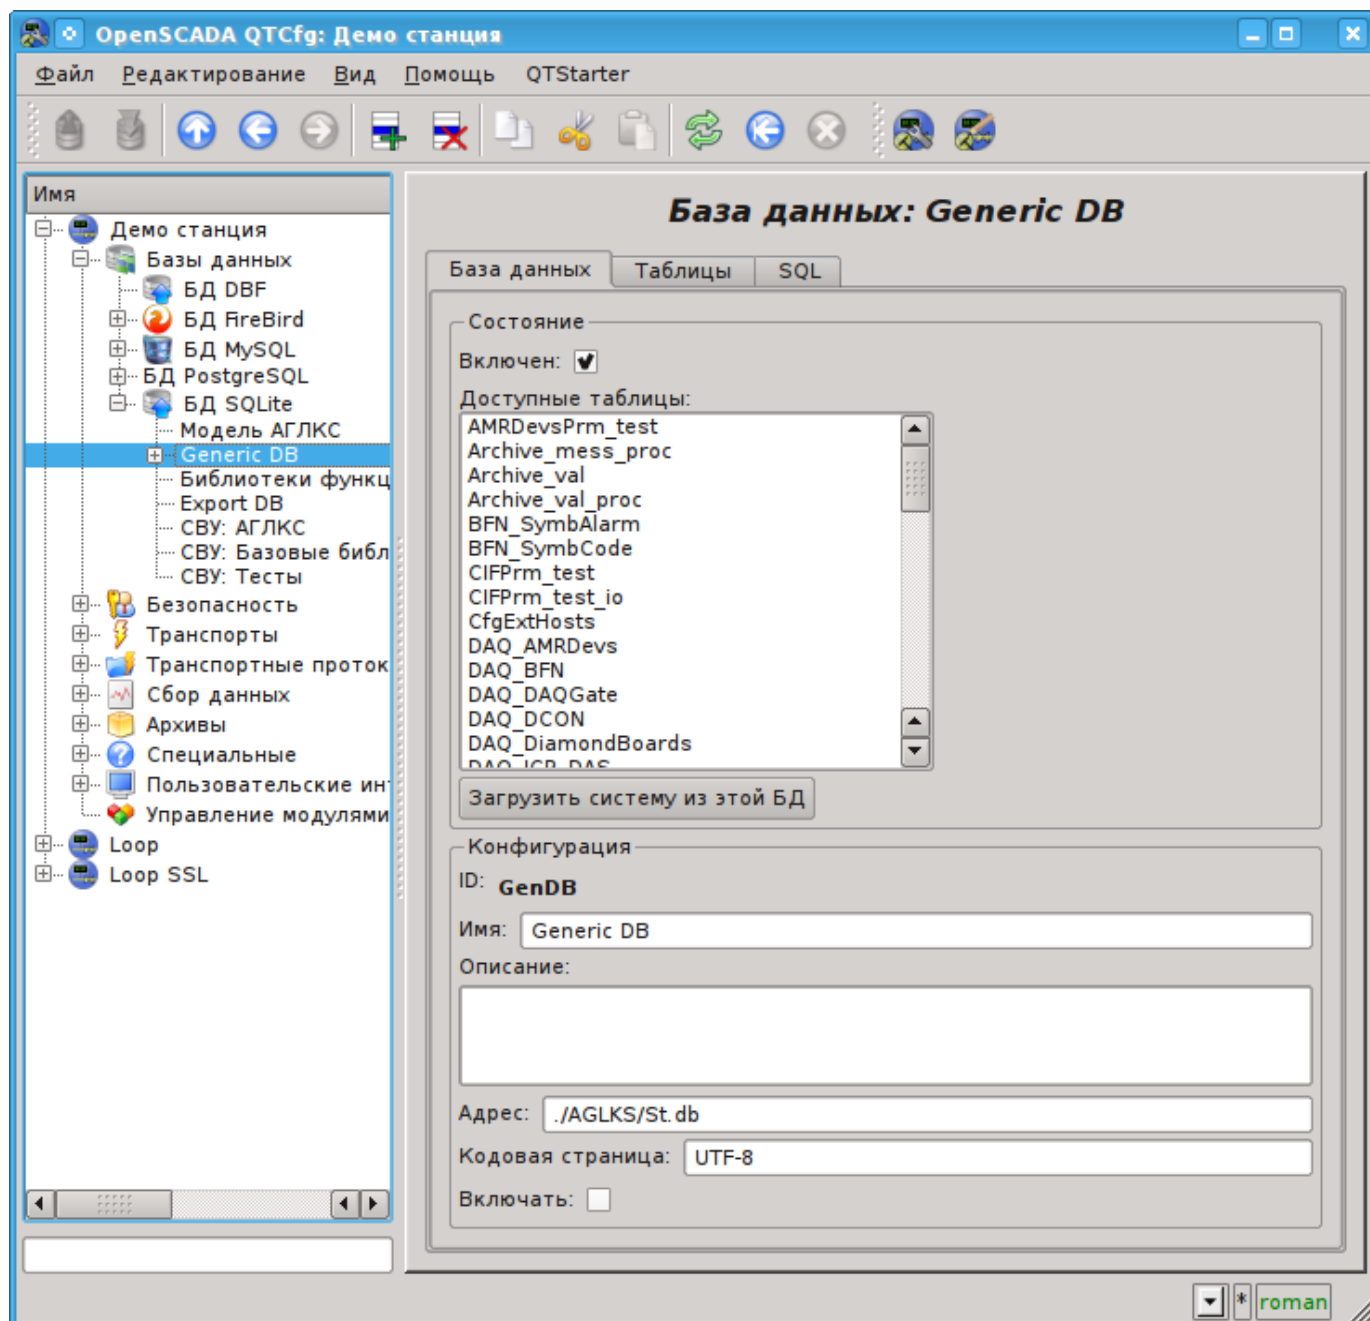 OpenSCADA QTCfg: Демо станция
Файл Редактирование Вид Помощь QTStarter
Имя
Демо станция
Базы данных
БД DBF
БД FireBird
БД MySQL
БД PostgreSQL
БД SQLite
Модель АГЛКС
Generic DB
Библиотеки функц
Export DB
СВУ: АГЛКС
СВУ: Базовые библ
СВУ: Тесты
Безопасность
Транспорты
Транспортные проток
Сбор данных
Архивы
Специальные
Пользовательские ин
Управление модулями
Loop
Loop SSL
База данных: Generic DB
База данных Таблицы SQL
Состояние
Включен:
Доступные таблицы:
AMRDevsPrm_test
Archive_mess_proc
Archive_val
Archive_val_proc
BFN_SymbAlarm
BFN_SymbCode
CIFPrm_test
CIFPrm_test_io
CfgExtHosts
DAQ_AMRDevs
DAQ_BFN
DAQ_DAQGate
DAQ_DCON
DAQ_DiamondBoards
DAQ_ICP_DAS
Загрузить систему из этой БД
Конфигурация
ID: GenDB
Имя: Generic DB
Описание:
Адрес: ./AGLKS/St.db
Кодовая страница: UTF-8
Включать:
* roman